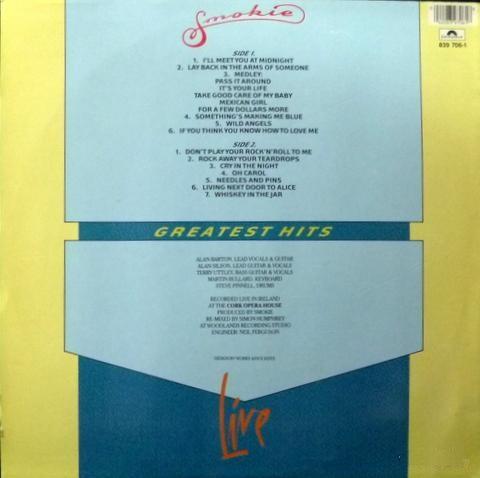 Smokie
polydor
839 706-1
SIDE 1.
1. I'LL MEET YOU AT MIDNIGHT
2. LAY BACK IN THE ARMS OF SOMEONE
3. MEDLEY:
PASS IT AROUND
IT'S YOUR LIFE
TAKE GOOD CARE OF MY BABY
MEXICAN GIRL
FOR A FEW DOLLARS MORE
4. SOMETHING'S MAKING ME BLUE
5. WILD ANGELS
6. IF YOU THINK YOU KNOW HOW TO LOVE ME
SIDE 2.
1. DON'T PLAY YOUR ROCK'N'ROLL TO ME
2. ROCK AWAY YOUR TEARDROPS
3. CRY IN THE NIGHT
4. OH CAROL
5. NEEDLES AND PINS
6. LIVING NEXT DOOR TO ALICE
7. WHISKEY IN THE JAR
GREATEST HITS
ALAN BARTON, LEAD VOCALS & GUITAR
ALAN SILSON, LEAD GUITAR & VOCALS
TERRY UTTLEY, BASS GUITAR & VOCALS
MARTIN BULLARD, KEYBOARD
STEVE PINNELL, DRUMS
RECORDED LIVE IN IRELAND
AT THE CORK OPERA HOUSE
PRODUCED BY SMOKIE
RE-MIXED BY SIMON HUMPHREY
AT WOODLANDS RECORDING STUDIO
ENGINEER: NEIL FERGUSON
Live